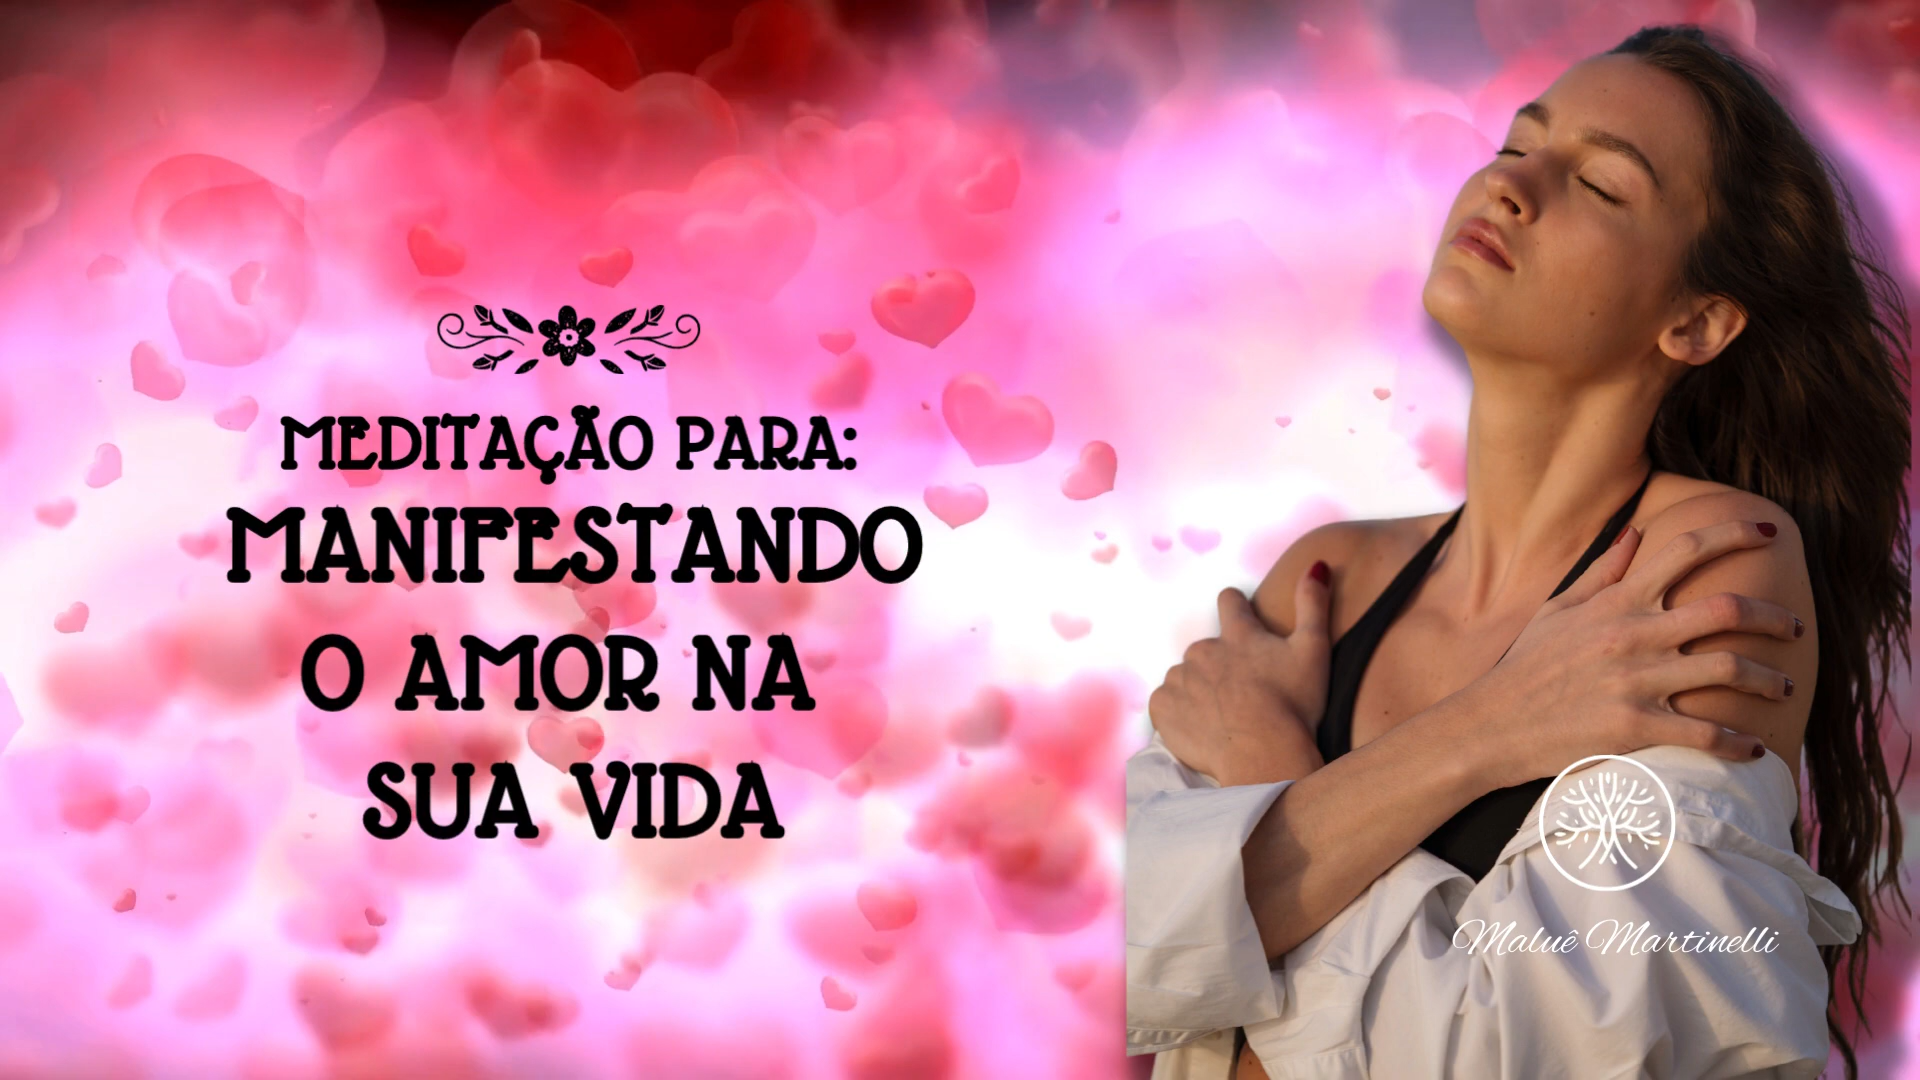 MEDITAÇÃO PARA:
MANIFESTANDO
O AMOR NA
SUA VIDA
Maluê Martinelli